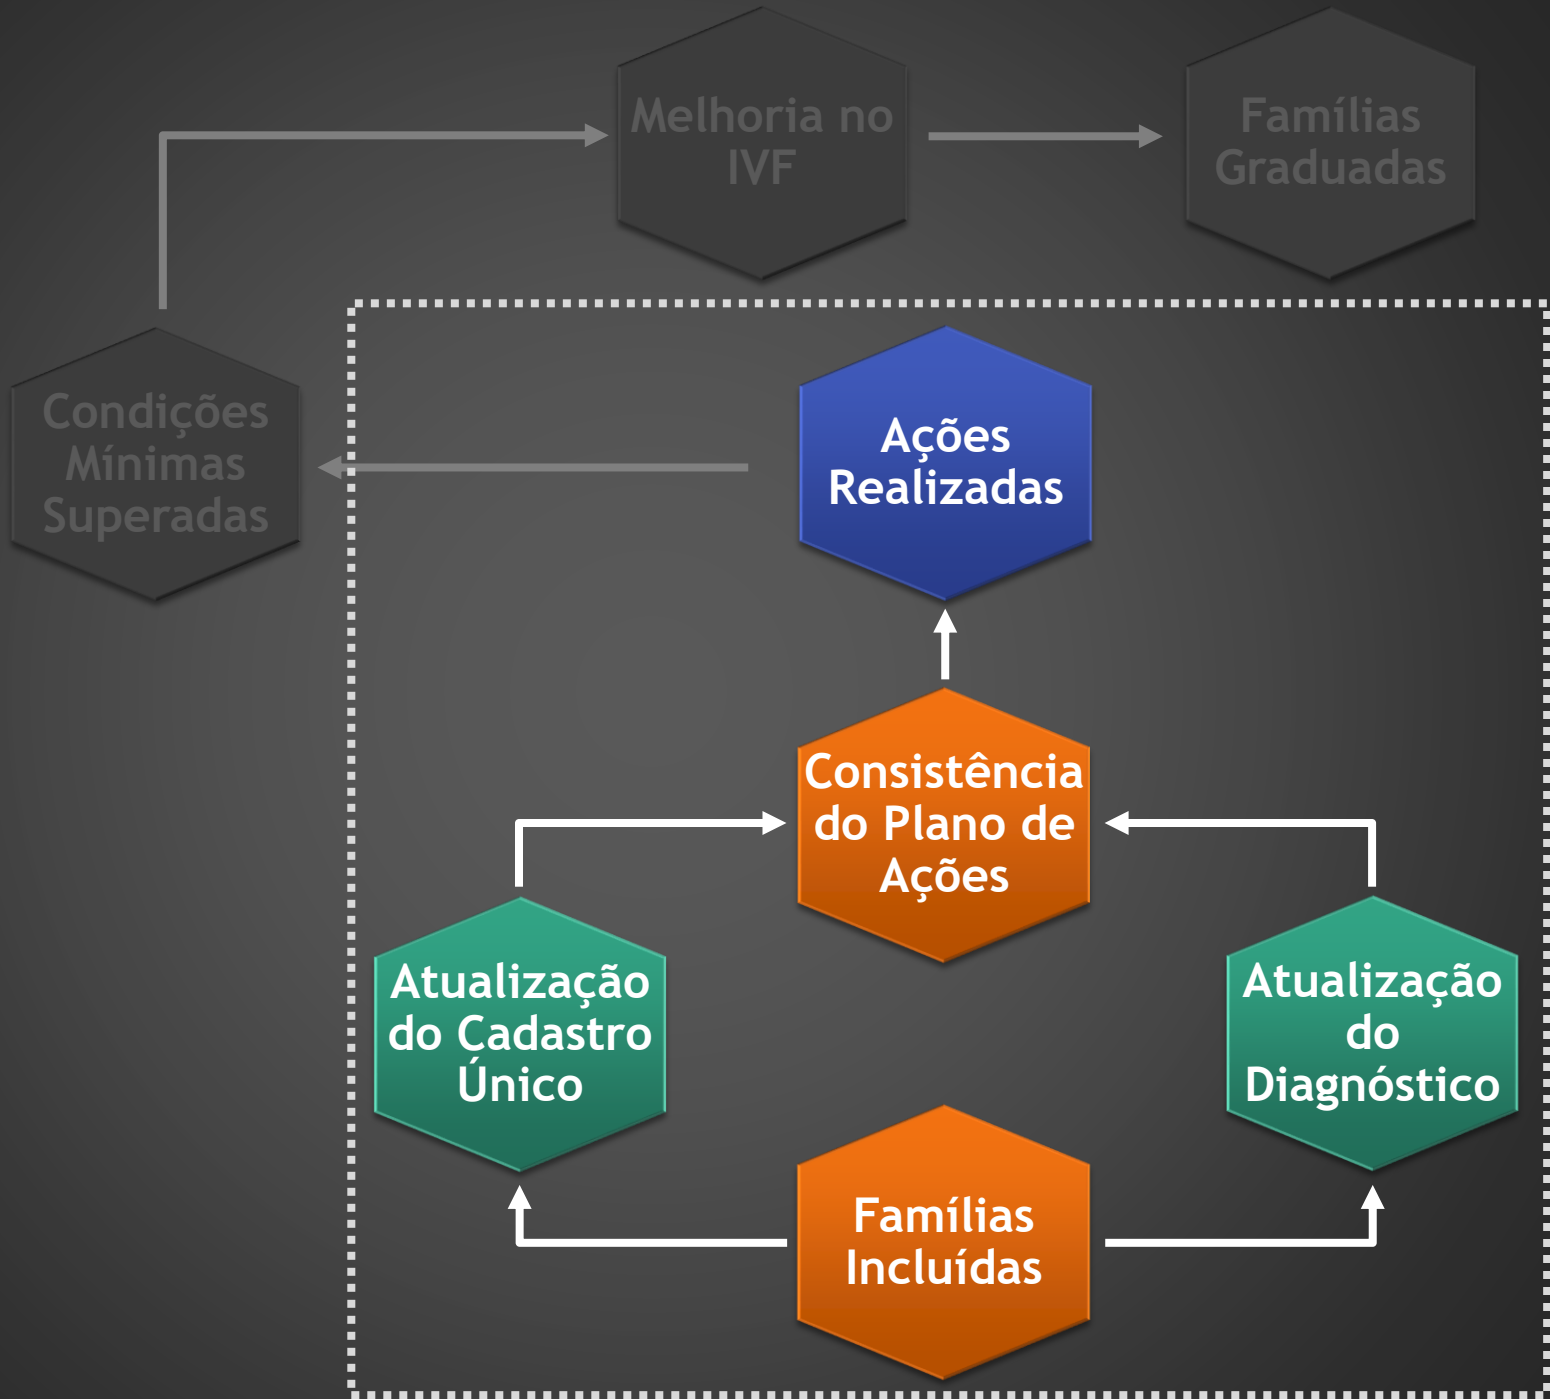 Melhoria no
IVF
Famílias
Graduadas
Condições
Mínimas
Superadas
Ações
Realizadas
Consistência
do Plano de
Ações
Atualização
do Cadastro
Único
Atualização
do
Diagnóstico
Famílias
Incluídas